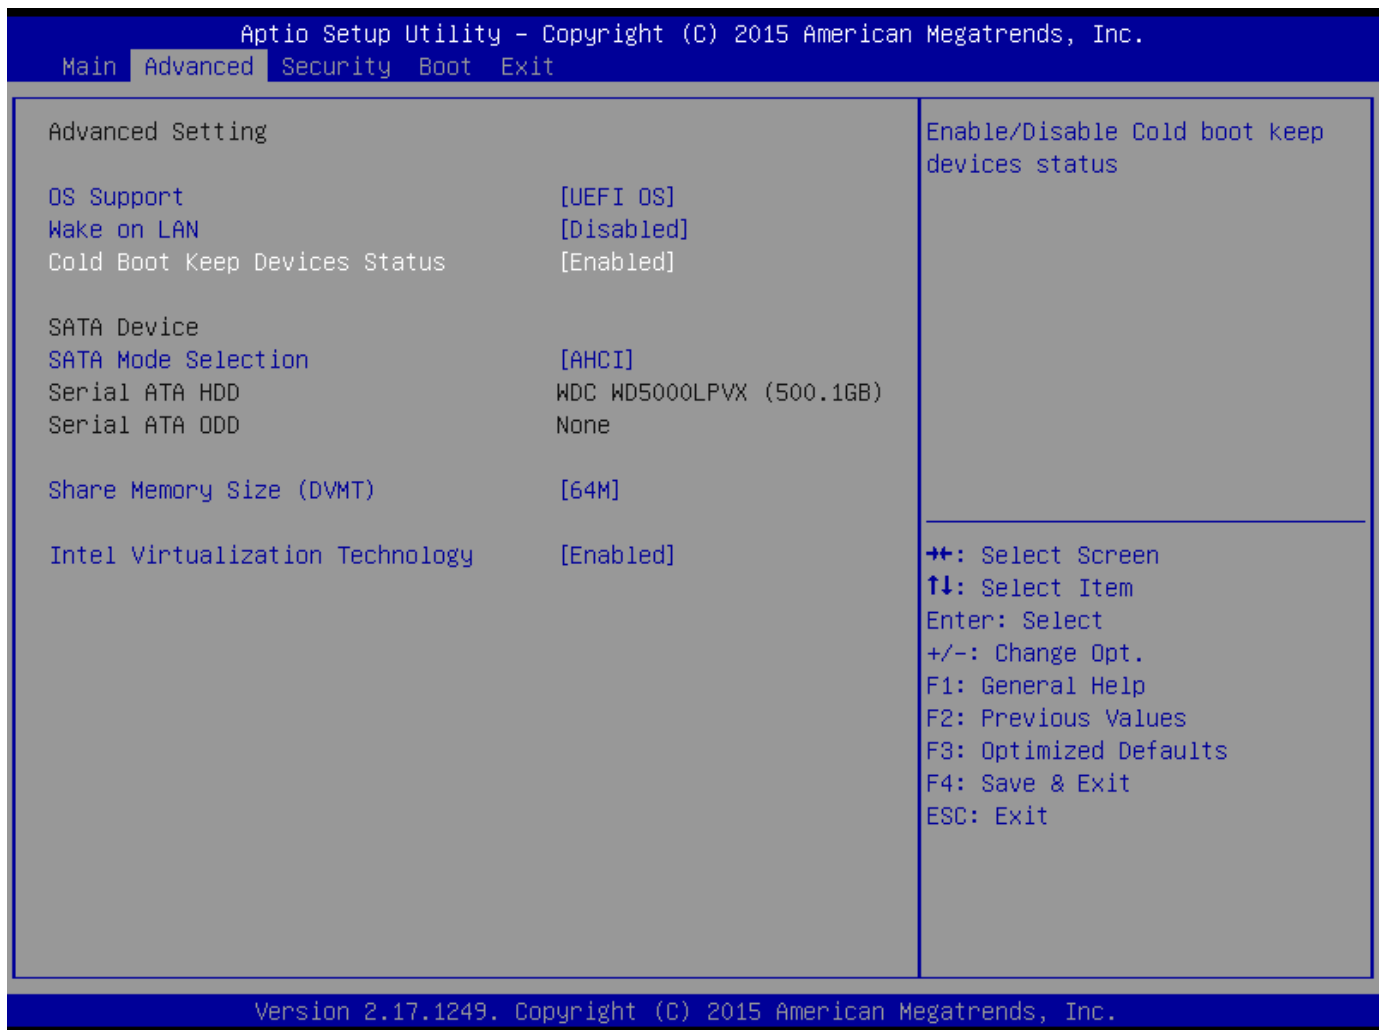 Aptio Setup Utility – Copyright (C) 2015 American Megatrends, Inc.
Main Advanced Security Boot Exit
Advanced Setting
OS Support [UEFI OS]
Wake on LAN [Disabled]
Cold Boot Keep Devices Status [Enabled]
SATA Device
SATA Mode Selection [AHCI]
Serial ATA HDD WDC WD5000LPVX (500.1GB)
Serial ATA ODD None
Share Memory Size (DVMT) [64M]
Intel Virtualization Technology [Enabled]
Enable/Disable Cold boot keep
devices status
→←: Select Screen
↑↓: Select Item
Enter: Select
+/-: Change Opt.
F1: General Help
F2: Previous Values
F3: Optimized Defaults
F4: Save & Exit
ESC: Exit
Version 2.17.1249. Copyright (C) 2015 American Megatrends, Inc.